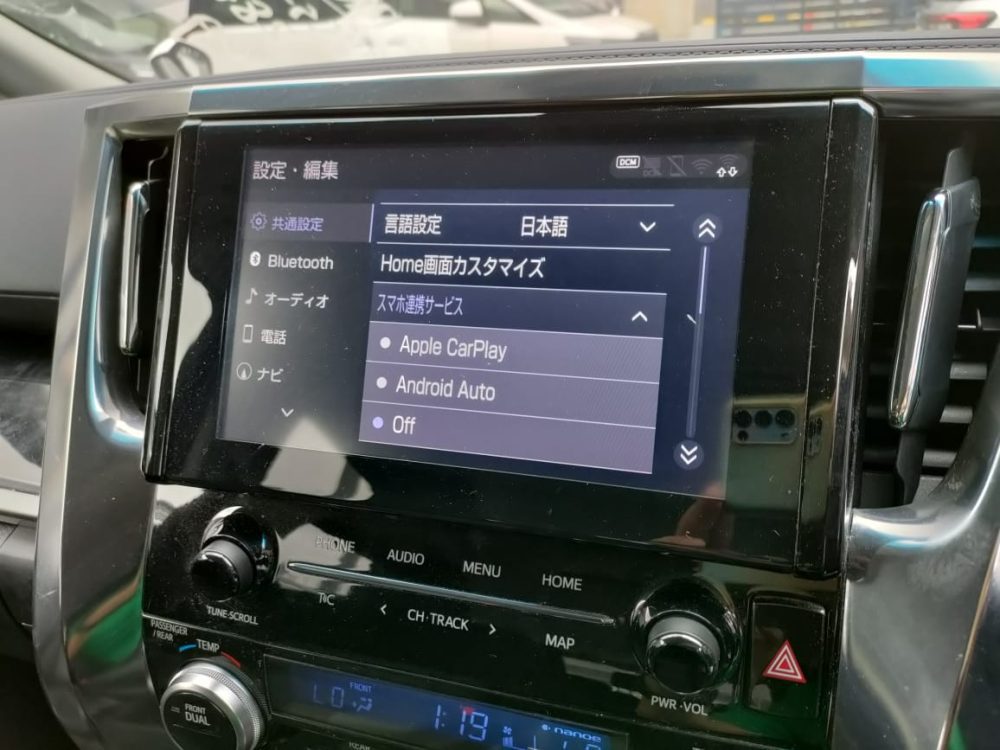 設定・編集
DCM
共通設定
Bluetooth
オーディオ
電話
ナビ
言語設定 日本語
Home画面カスタマイズ
スマホ連携サービス
Apple CarPlay
Android Auto
Off
PHONE
AUDIO
MENU
HOME
TUNE·SCROLL
T·C
CH·TRACK
MAP
PWR·VOL
PASSENGER
/REAR
TEMP
FRONT
DUAL
LO
FRONT
1:19
nanoe
REAR